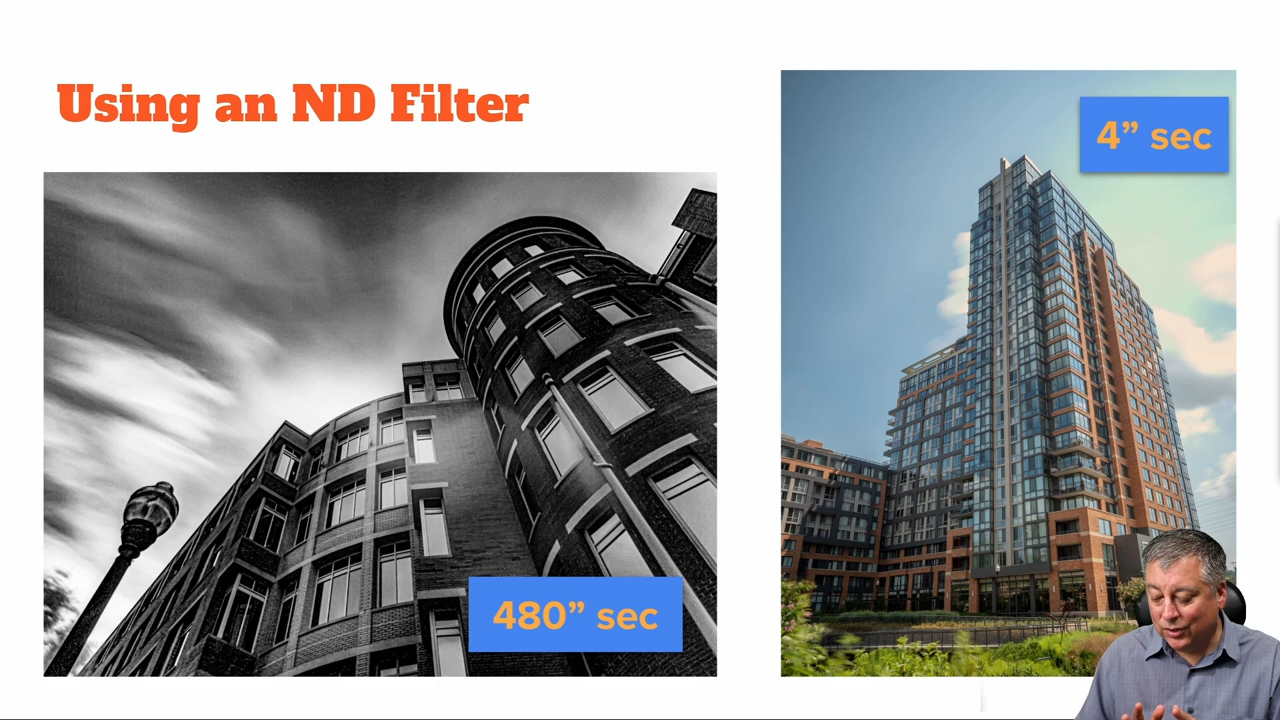 Using an ND Filter
4” sec
480” sec